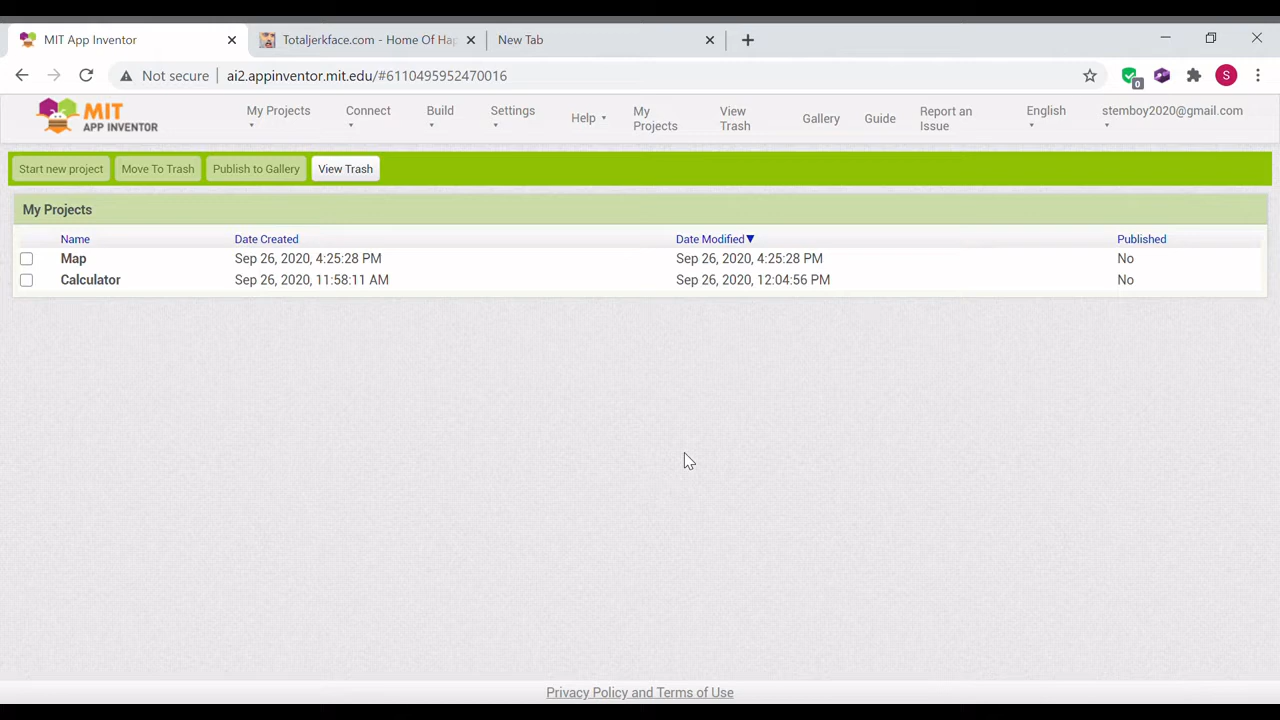 MIT App Inventor
Totaljerkface.com - Home Of Hap
New Tab
Not secure
ai2.appinventor.mit.edu/#6110495952470016
0
S
MIT
APP INVENTOR
My Projects
Connect
Build
Settings
Help
My
Projects
View
Trash
Gallery
Guide
Report an
Issue
English
stemboy2020@gmail.com
Start new project
Move To Trash
Publish to Gallery
View Trash
My Projects
Name Date Created Date Modified Published
Map Sep 26, 2020, 4:25:28 PM Sep 26, 2020, 4:25:28 PM No
Calculator Sep 26, 2020, 11:58:11 AM Sep 26, 2020, 12:04:56 PM No
Privacy Policy and Terms of Use